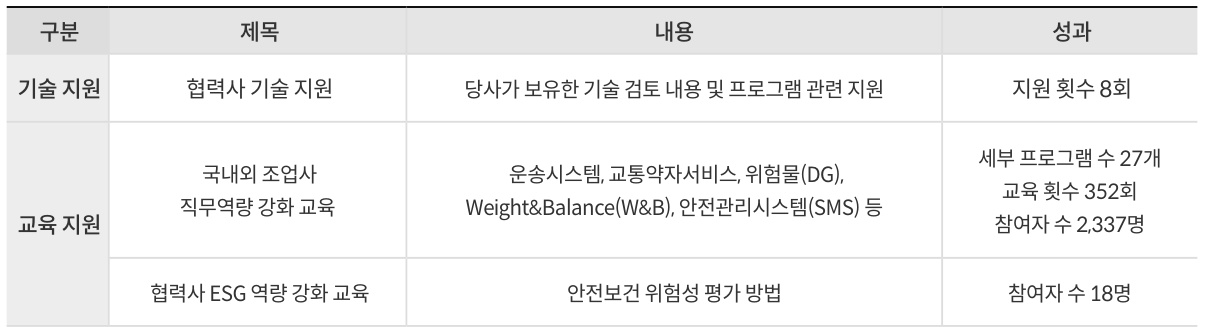 구분 제목 내용 성과
기술 지원 협력사 기술 지원 당사가 보유한 기술 검토 내용 및 프로그램 관련 지원 지원 횟수 8회
교육 지원
국내외 조업사
직무역량 강화 교육
운송시스템, 교통약자서비스, 위험물(DG),
Weight&Balance(W&B), 안전관리시스템(SMS) 등
세부 프로그램 수 27개
교육 횟수 352회
참여자 수 2,337명
협력사 ESG 역량 강화 교육 안전보건 위험성 평가 방법 참여자 수 18명